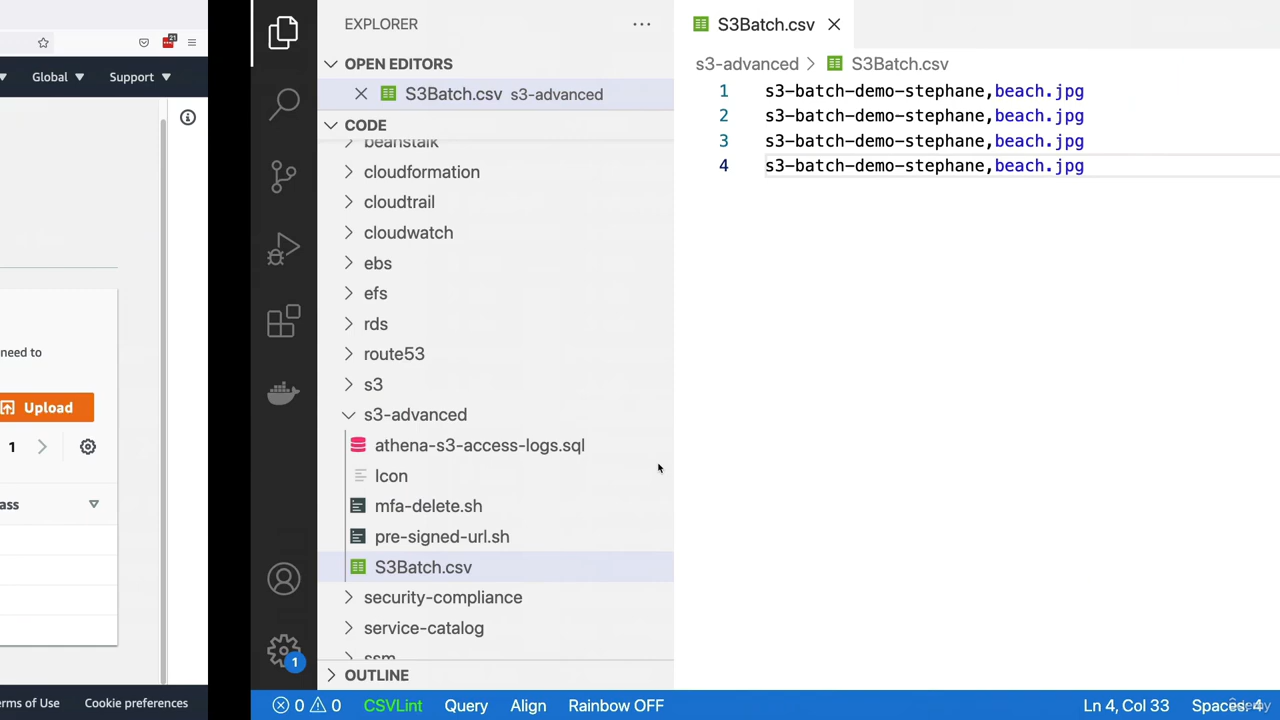 21
Global
Support
need to
Upload
1
ass
rms of Use
Cookie preferences
EXPLORER
OPEN EDITORS
S3Batch.csv s3-advanced
CODE
beanstalk
cloudformation
cloudtrail
cloudwatch
ebs
efs
rds
route53
s3
s3-advanced
athena-s3-access-logs.sql
Icon
mfa-delete.sh
pre-signed-url.sh
S3Batch.csv
security-compliance
service-catalog
ssm
OUTLINE
1
S3Batch.csv
s3-advanced > S3Batch.csv
1 s3-batch-demo-stephane,beach.jpg
2 s3-batch-demo-stephane,beach.jpg
3 s3-batch-demo-stephane,beach.jpg
4 s3-batch-demo-stephane,beach.jpg
0 0 CSVLint Query Align Rainbow OFF Ln 4, Col 33 Spaces: 4
Udemy